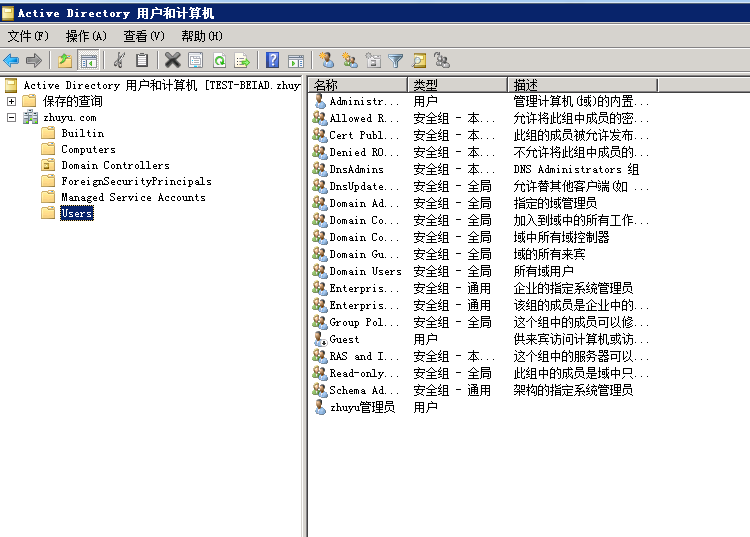 Active Directory 用户和计算机
文件(F) 操作(A) 查看(V) 帮助(H)
Active Directory 用户和计算机 [TEST-BEIAD.zhuy
保存的查询
zhuyu.com
Builtin
Computers
Domain Controllers
ForeignSecurityPrincipals
Managed Service Accounts
Users
名称 类型 描述
Administr... 用户 管理计算机(域)的内置...
Allowed R... 安全组 - 本... 允许将此组中成员的密...
Cert Publ... 安全组 - 本... 此组的成员被允许发布...
Denied RO... 安全组 - 本... 不允许将此组中成员的...
DnsAdmins 安全组 - 本... DNS Administrators 组
DnsUpdate... 安全组 - 全局 允许替其他客户端(如 ...
Domain Ad... 安全组 - 全局 指定的域管理员
Domain Co... 安全组 - 全局 加入到域中的所有工作...
Domain Co... 安全组 - 全局 域中所有域控制器
Domain Gu... 安全组 - 全局 域的所有来宾
Domain Users 安全组 - 全局 所有域用户
Enterpris... 安全组 - 通用 企业的指定系统管理员
Enterpris... 安全组 - 通用 该组的成员是企业中的...
Group Pol... 安全组 - 全局 这个组中的成员可以修...
Guest 用户 供来宾访问计算机或访...
RAS and I... 安全组 - 本... 这个组中的服务器可以...
Read-only... 安全组 - 全局 此组中的成员是域中只...
Schema Ad... 安全组 - 通用 架构的指定系统管理员
zhuyu管理员 用户